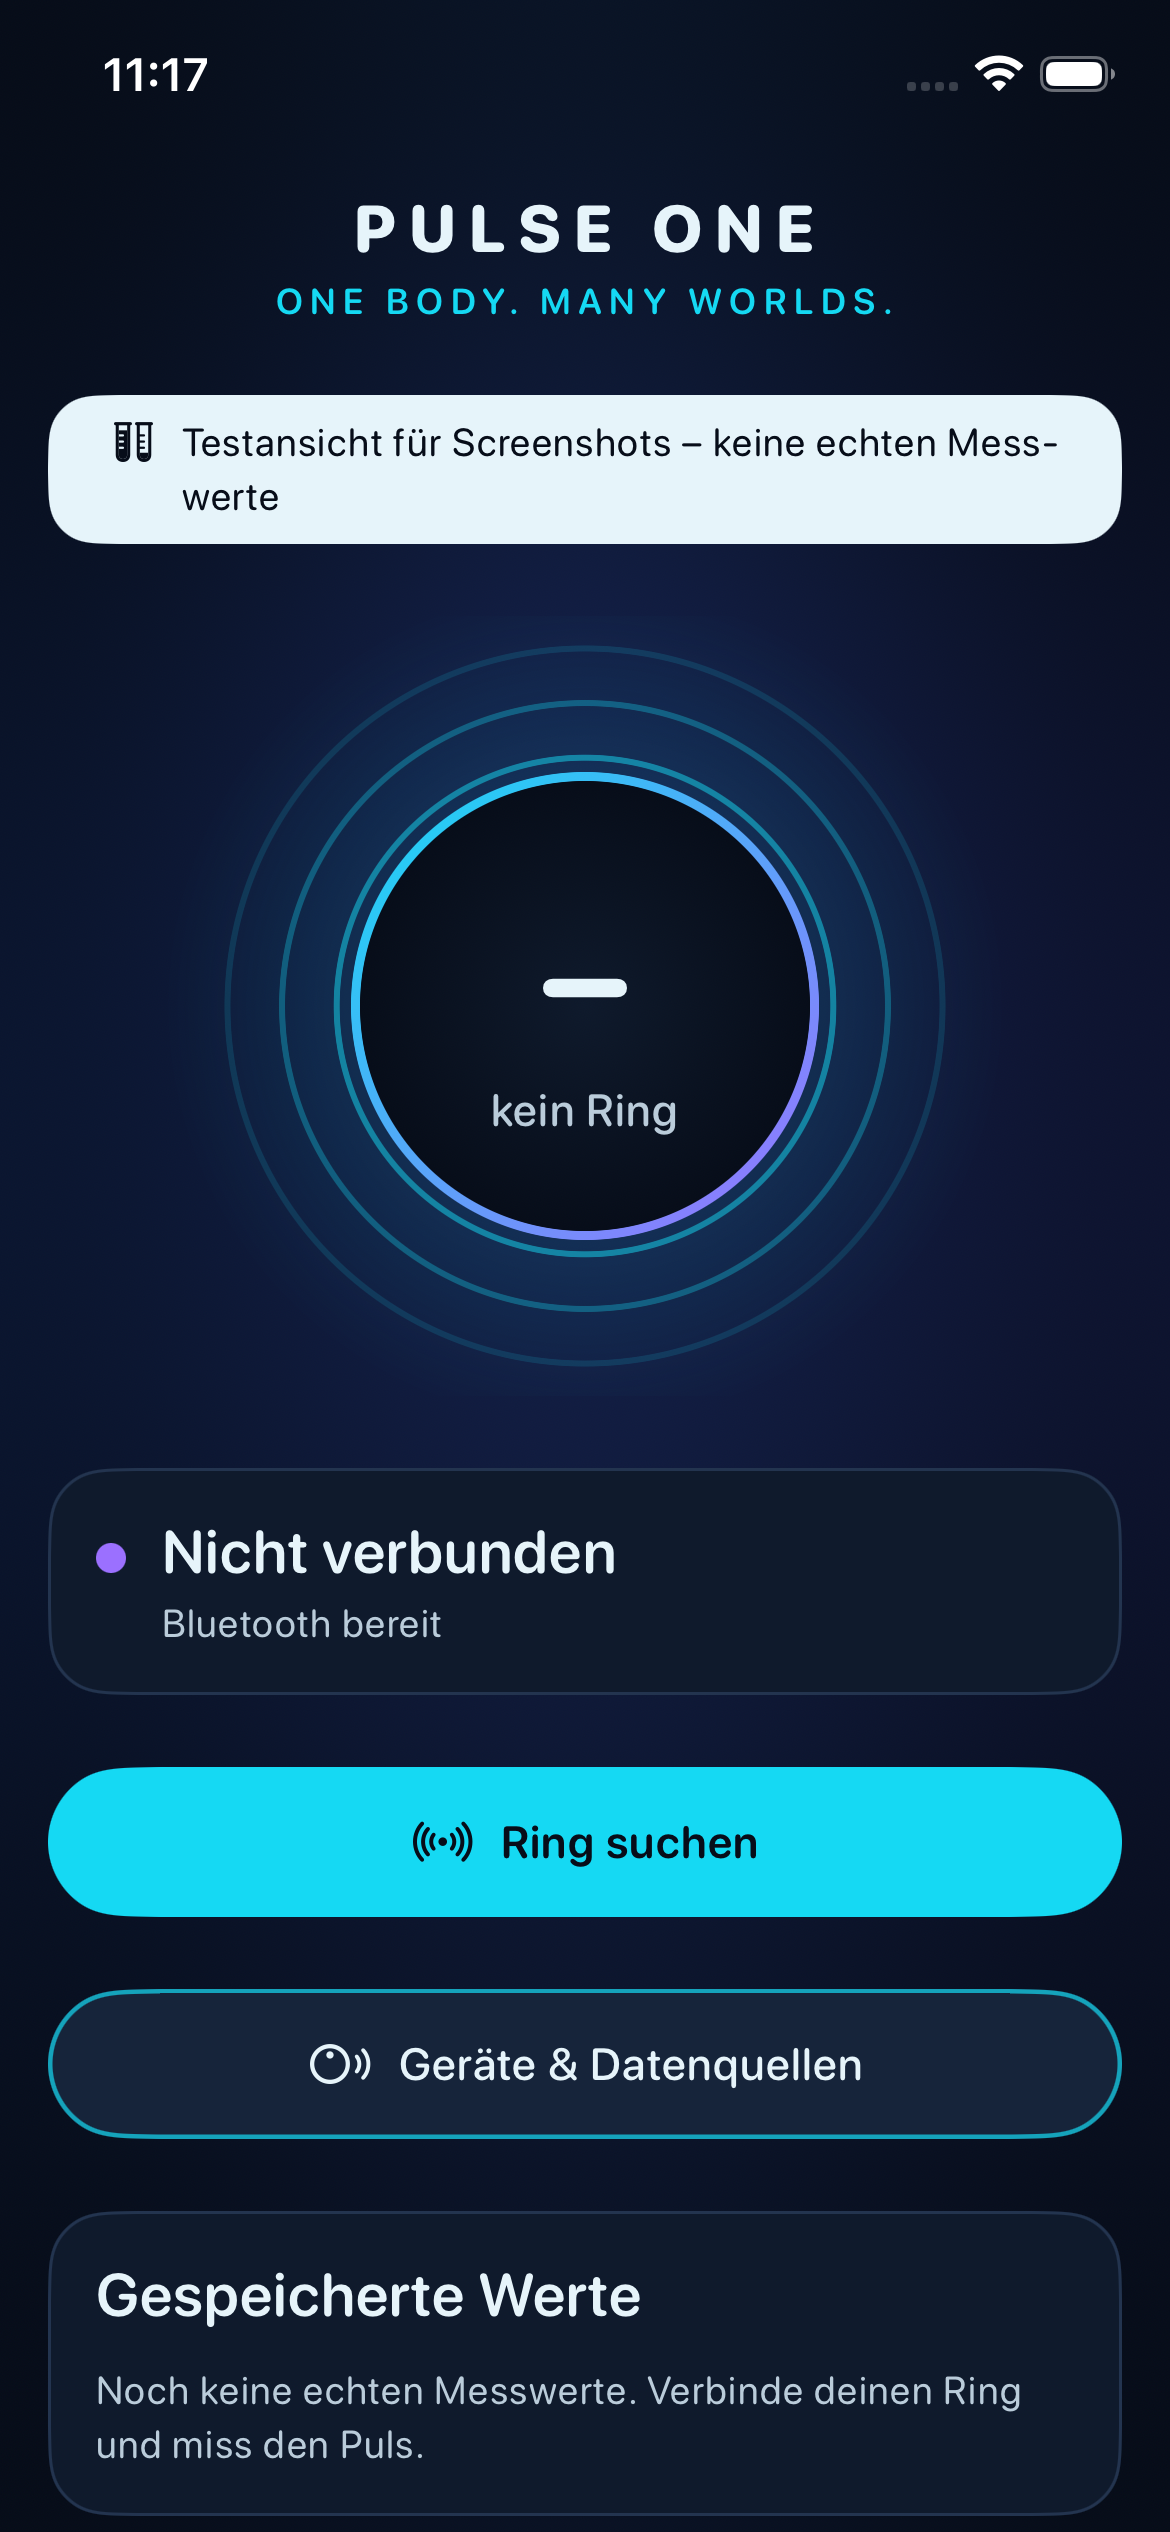 11:17
PULSE ONE
ONE BODY. MANY WORLDS.
Testansicht für Screenshots – keine echten Mess-
werte
–
kein Ring
Nicht verbunden
Bluetooth bereit
Ring suchen
Geräte & Datenquellen
Gespeicherte Werte
Noch keine echten Messwerte. Verbinde deinen Ring
und miss den Puls.